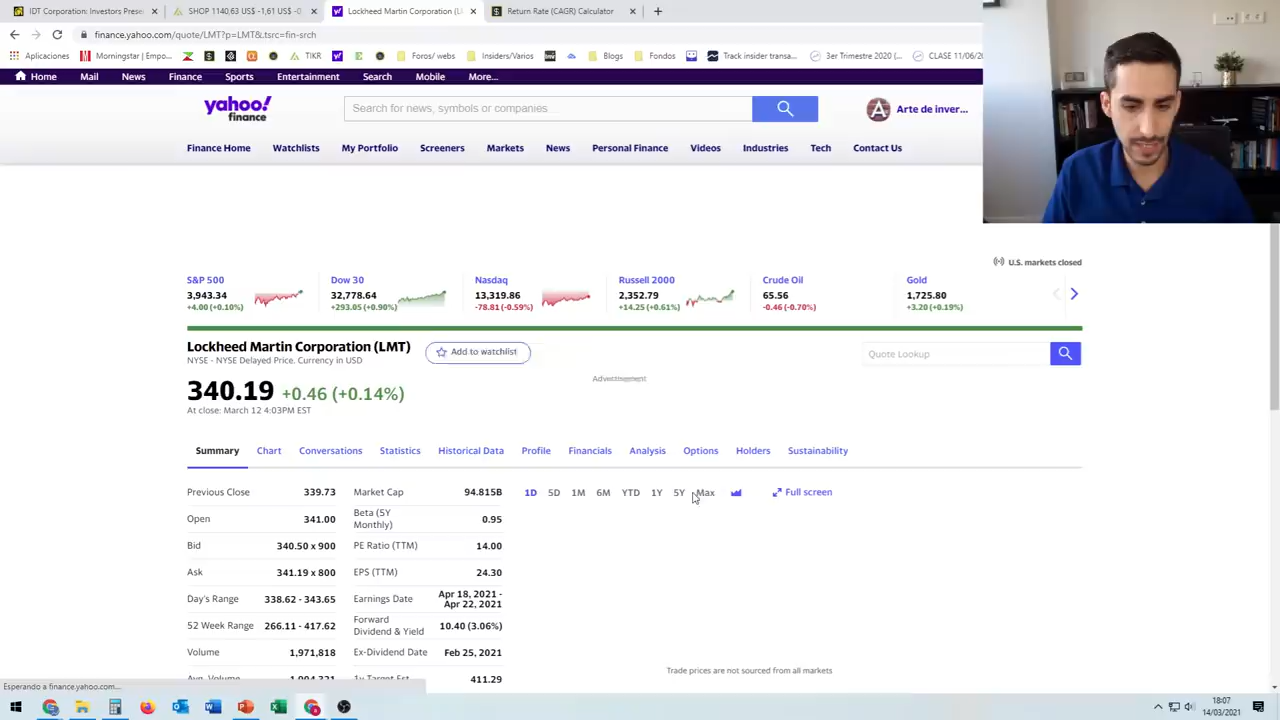 IDT Corporation: Investors Prese
SHOP 1140,63 US$ -1,61 US$ -0
Lockheed Martin Corporation (L
Return Rate (CAGR) Calculator
finance.yahoo.com/quote/LMT?p=LMT&.tsrc=fin-srch
Aplicaciones
Morningstar | Empo...
TIKR
Foros/ webs
Insiders/Varios
Blogs
Fondos
Track insider transa...
3er Trimestre 2020 (...
CLASE 11/06/20
Home Mail News Finance Sports Entertainment Search Mobile More...
yahoo!
finance
Search for news, symbols or companies
Arte de inver...
Finance Home Watchlists My Portfolio Screeners Markets News Personal Finance Videos Industries Tech Contact Us
U.S. markets closed
S&P 500
3,943.34
+4.00 (+0.10%)
Dow 30
32,778.64
+293.05 (+0.90%)
Nasdaq
13,319.86
-78.81 (-0.59%)
Russell 2000
2,352.79
+14.25 (+0.61%)
Crude Oil
65.56
-0.46 (-0.70%)
Gold
1,725.80
+3.20 (+0.19%)
Lockheed Martin Corporation (LMT)
NYSE - NYSE Delayed Price. Currency in USD
Add to watchlist
Quote Lookup
Advertisement
340.19 +0.46 (+0.14%)
At close: March 12 4:03PM EST
Summary Chart Conversations Statistics Historical Data Profile Financials Analysis Options Holders Sustainability
Previous Close 339.73
Open 341.00
Bid 340.50 x 900
Ask 341.19 x 800
Day's Range 338.62 - 343.65
52 Week Range 266.11 - 417.62
Volume 1,971,818
Market Cap 94.815B
Beta (5Y
Monthly) 0.95
PE Ratio (TTM) 14.00
EPS (TTM) 24.30
Earnings Date Apr 18, 2021 -
Apr 22, 2021
Forward
Dividend & Yield 10.40 (3.06%)
Ex-Dividend Date Feb 25, 2021
1y Target Est 411.29
1D 5D 1M 6M YTD 1Y 5Y Max
Full screen
Trade prices are not sourced from all markets
Esperando a finance.yahoo.com...
18:07
14/03/2021